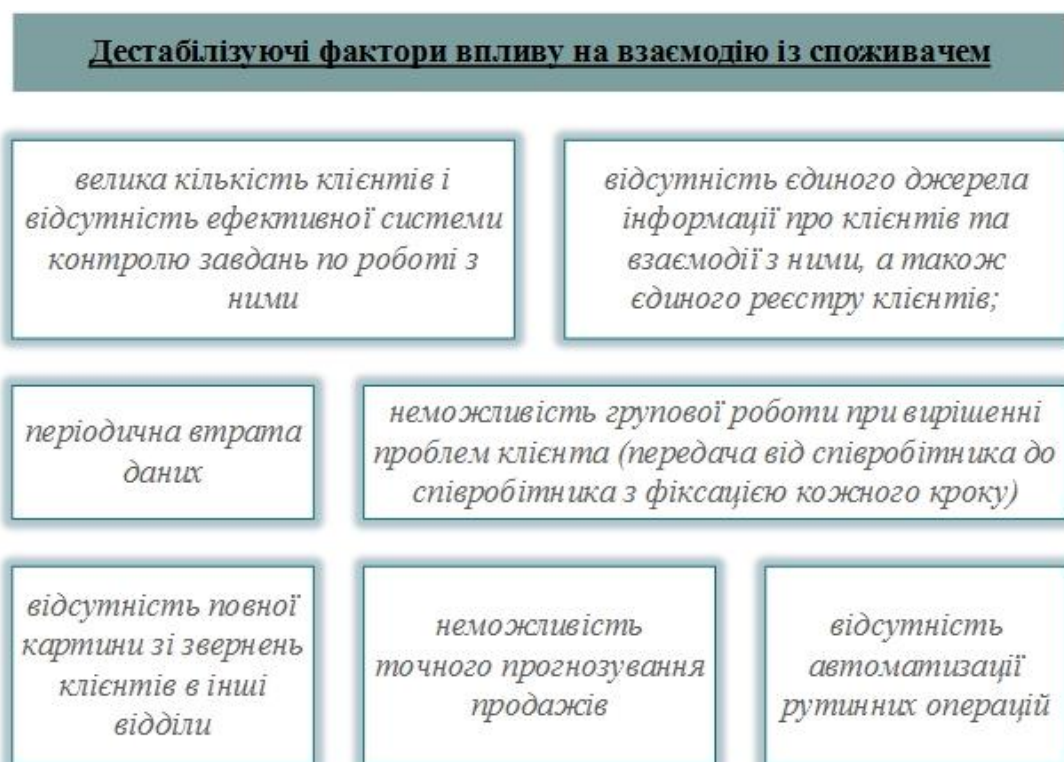 Дестабілізуючі фактори впливу на взаємодію із споживачем
велика кількість клієнтів і
відсутність ефективної системи
контролю завдань по роботі з
ними
відсутність єдиного джерела
інформації про клієнтів та
взаємодії з ними, а також
єдиного реєстру клієнтів;
періодична втрата
даних
неможливість групової роботи при вирішенні
проблем клієнта (передача від співробітника до
співробітника з фіксацією кожного кроку)
відсутність повної
картини зі звернень
клієнтів в інші
відділи
неможливість
точного прогнозування
продажів
відсутність
автоматизації
рутинних операцій